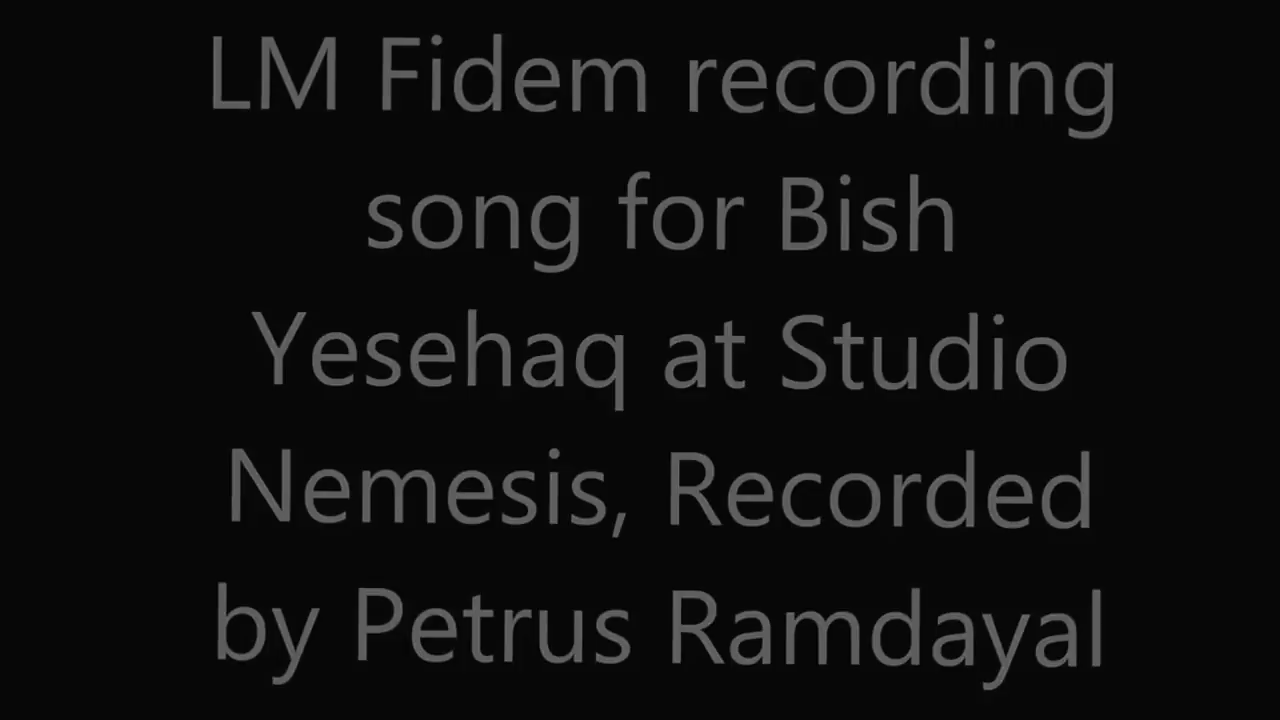 LM Fidem recording
song for Bish
Yesehaq at Studio
Nemesis, Recorded
by Petrus Ramdayal